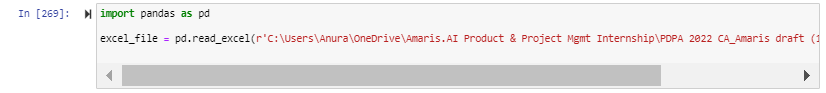 In [269]:
import pandas as pd
excel_file = pd.read_excel(r'C:\Users\Anura\OneDrive\Amaris.AI Product & Project Mgmt Internship\PDPA 2022 CA_Amaris draft (1